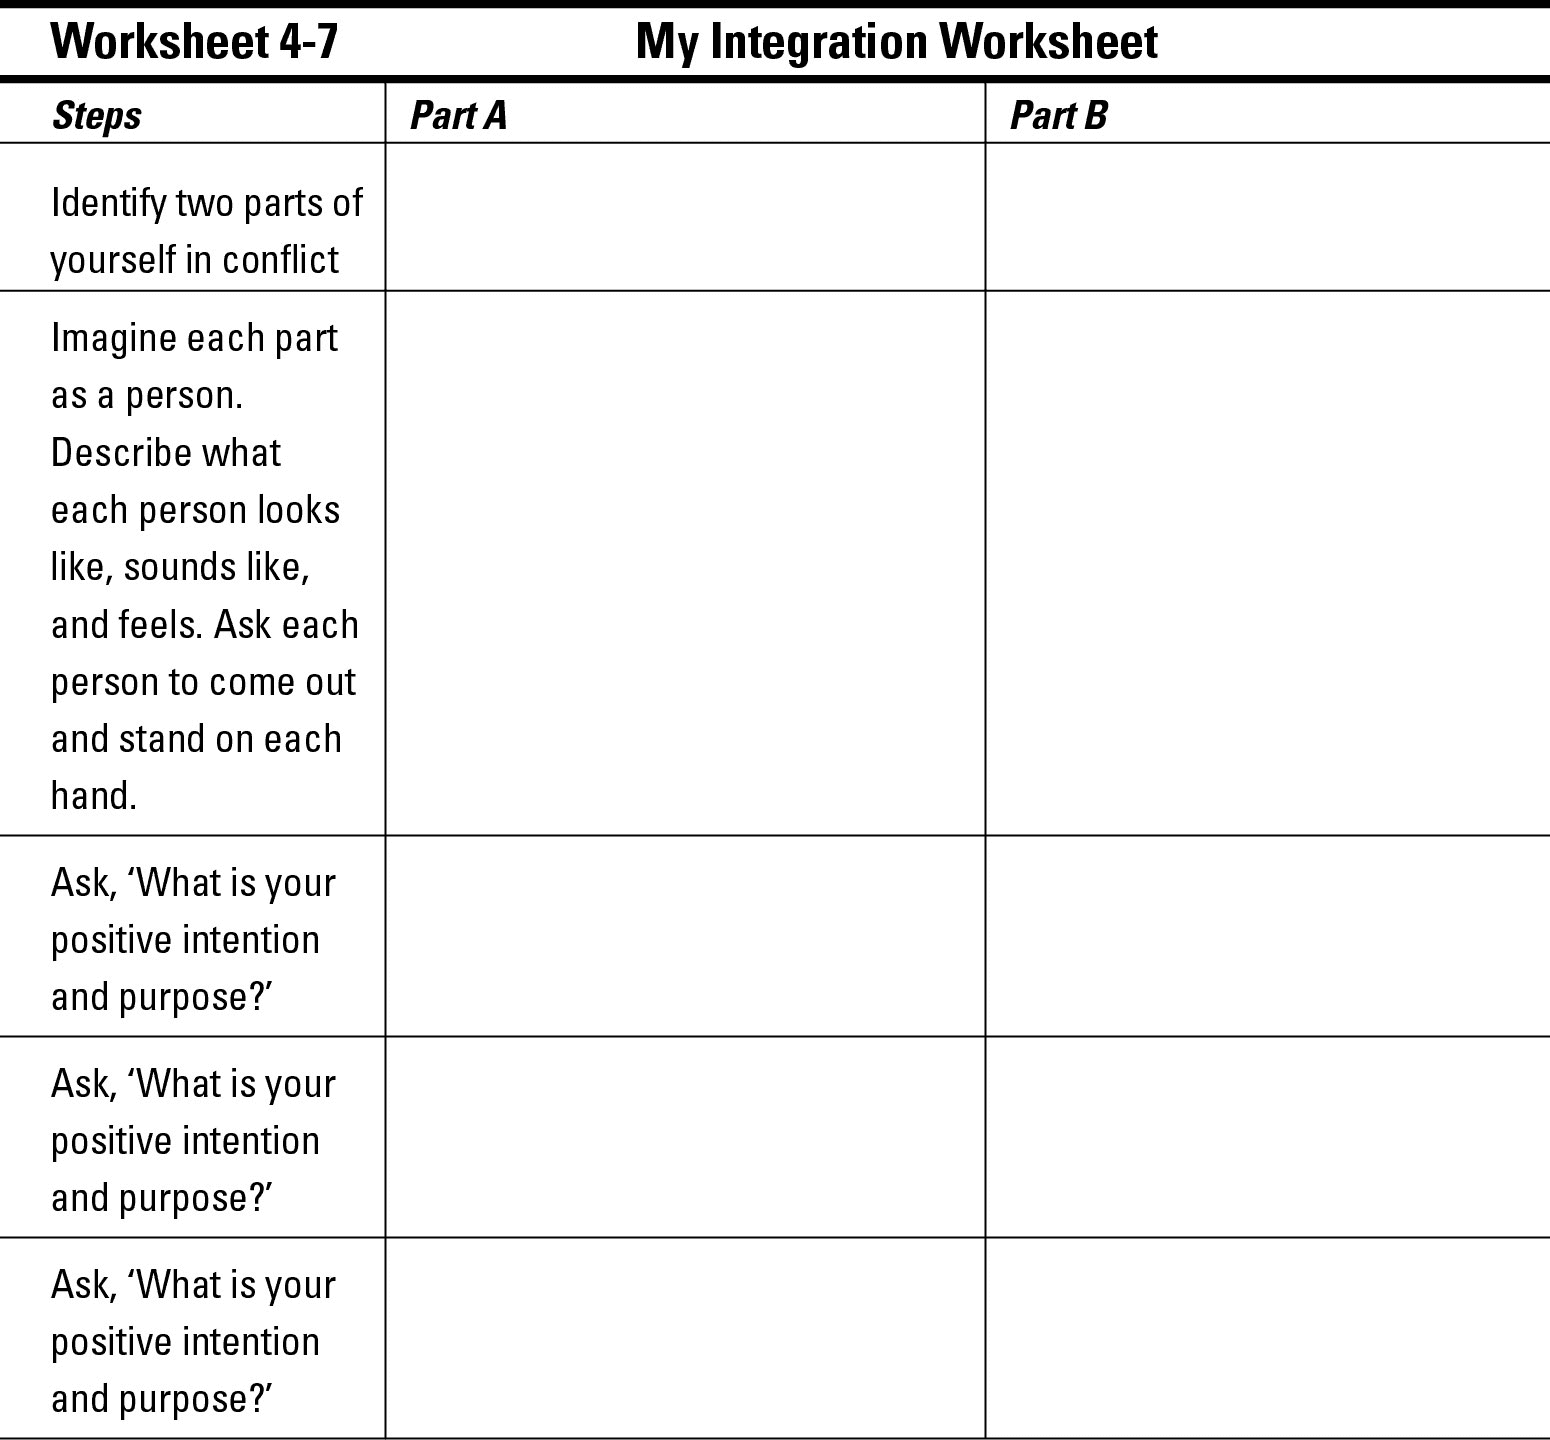 Worksheet 4-7 My Integration Worksheet
Steps Part A Part B
Identify two parts of
yourself in conflict
Imagine each part
as a person.
Describe what
each person looks
like, sounds like,
and feels. Ask each
person to come out
and stand on each
hand.
Ask, ‘What is your
positive intention
and purpose?’
Ask, ‘What is your
positive intention
and purpose?’
Ask, ‘What is your
positive intention
and purpose?’